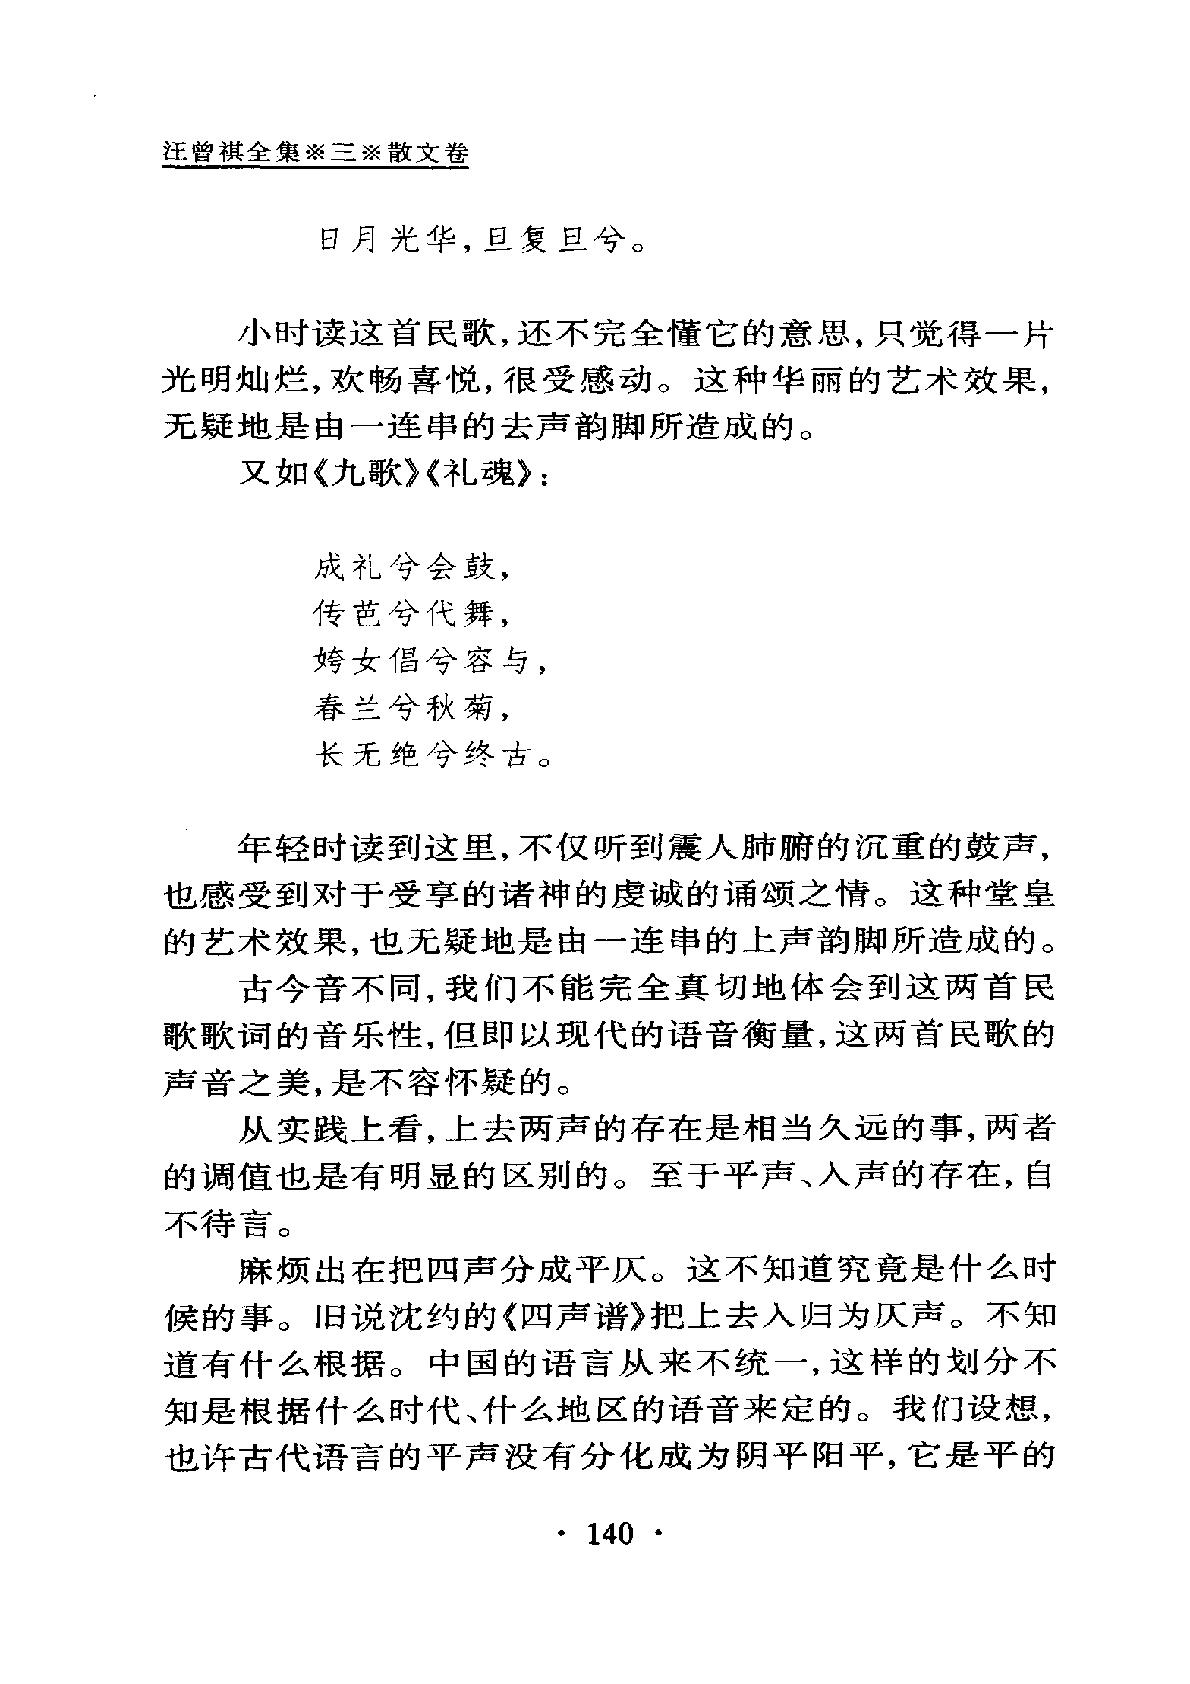 汪曾祺全集※三※散文卷
日月光华，旦复旦兮。
小时读这首民歌，还不完全懂它的意思，只觉得一片
光明灿烂，欢畅喜悦，很受感动。这种华丽的艺术效果，
无疑地是由一连串的去声韵脚所造成的。
又如《九歌》《礼魂》：
成礼兮会鼓，
传芭兮代舞，
姱女倡兮容与，
春兰兮秋菊，
长无绝兮终古。
年轻时读到这里，不仅听到震人肺腑的沉重的鼓声，
也感受到对于受享的诸神的虔诚的诵颂之情。这种堂皇
的艺术效果，也无疑地是由一连串的上声韵脚所造成的。
古今音不同，我们不能完全真切地体会到这两首民
歌歌词的音乐性，但即以现代的语音衡量，这两首民歌的
声音之美，是不容怀疑的。
从实践上看，上去两声的存在是相当久远的事，两者
的调值也是有明显的区别的。至于平声、入声的存在，自
不待言。
麻烦出在把四声分成平仄。这不知道究竟是什么时
候的事。旧说沈约的《四声谱》把上去入归为仄声。不知
道有什么根据。中国的语言从来不统一，这样的划分不
知是根据什么时代、什么地区的语音来定的。我们设想，
也许古代语言的平声没有分化成为阴平阳平，它是平的
· 140 ·